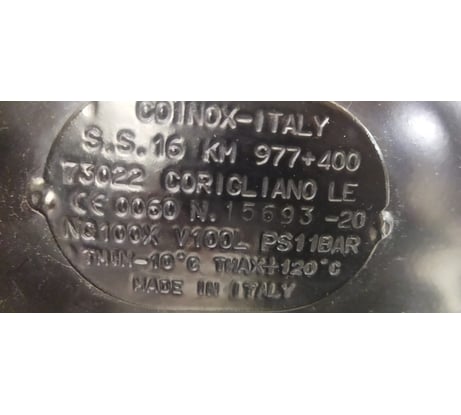 COINOX-ITALY
S.S.16 KM 977+400
73022 CORIGLIANO LE
CE 0060 N.15693-20
NQ100X V100L PS11BAR
TMIN-10°C TMAX+120°C
MADE IN ITALY